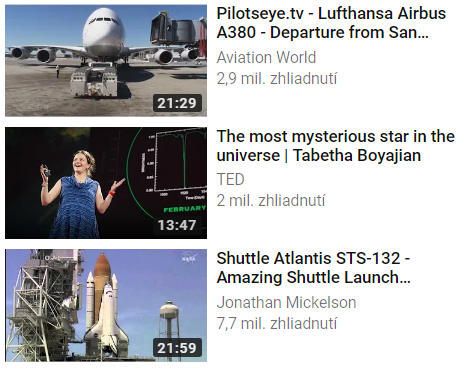 Pilotseye.tv - Lufthansa Airbus
A380 - Departure from San...
Aviation World
2,9 mil. zhliadnutí
21:29
The most mysterious star in the
universe | Tabetha Boyajian
TED
2 mil. zhliadnutí
FEBRUARY
13:47
Shuttle Atlantis STS-132 -
Amazing Shuttle Launch...
Jonathan Mickelson
7,7 mil. zhliadnutí
21:59